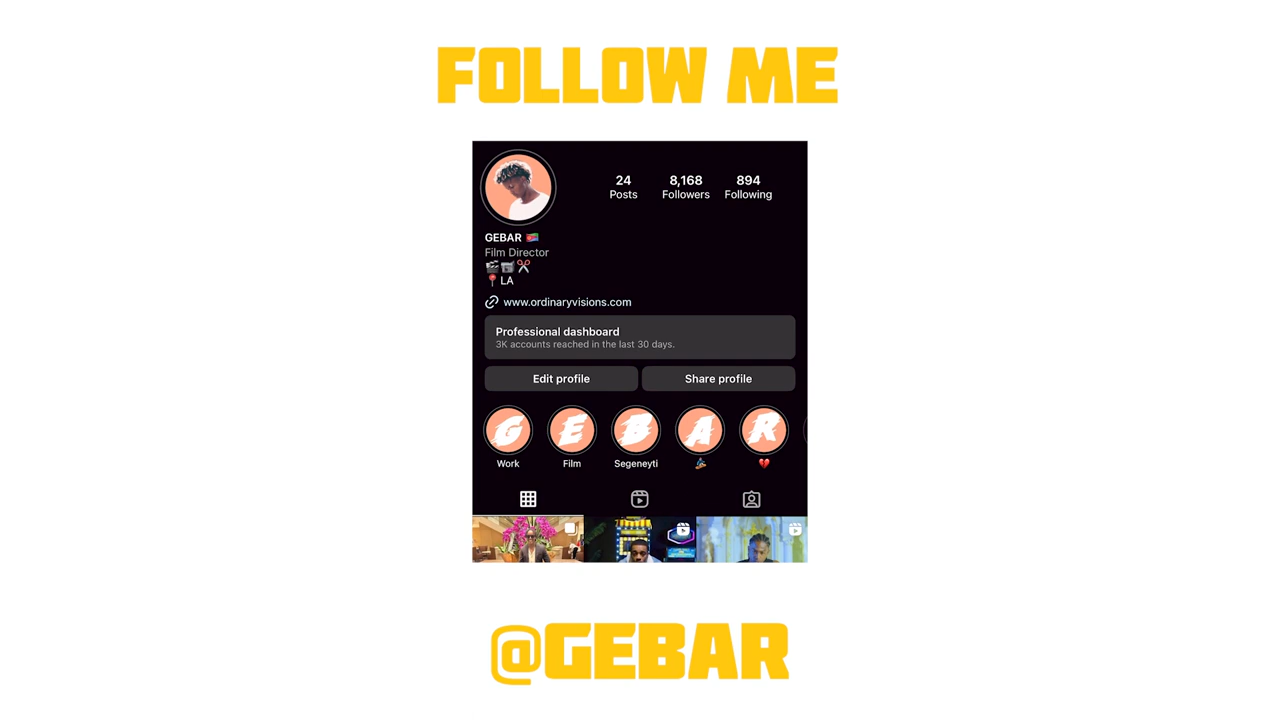 FOLLOW ME
24 8,168 894
Posts Followers Following
GEBAR 🇪🇷
Film Director
🎬📹✂️
📍LA
www.ordinaryvisions.com
Professional dashboard
3K accounts reached in the last 30 days.
Edit profile Share profile
G E B A R
Work Film Segeneyti
@GEBAR